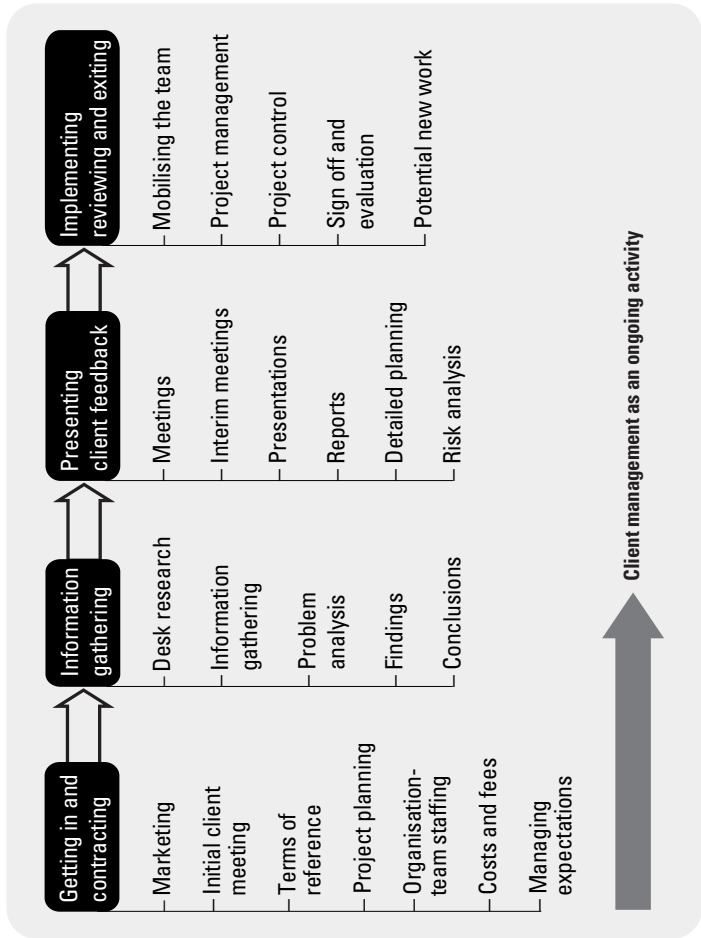 Getting in and
contracting
Marketing
Initial client
meeting
Terms of
reference
Project planning
Organisation-
team staffing
Costs and fees
Managing
expectations
Information
gathering
Desk research
Information
gathering
Problem
analysis
Findings
Conclusions
Presenting
client feedback
Meetings
Interim meetings
Presentations
Reports
Detailed planning
Risk analysis
Implementing
reviewing and exiting
Mobilising the team
Project management
Project control
Sign off and
evaluation
Potential new work
Client management as an ongoing activity